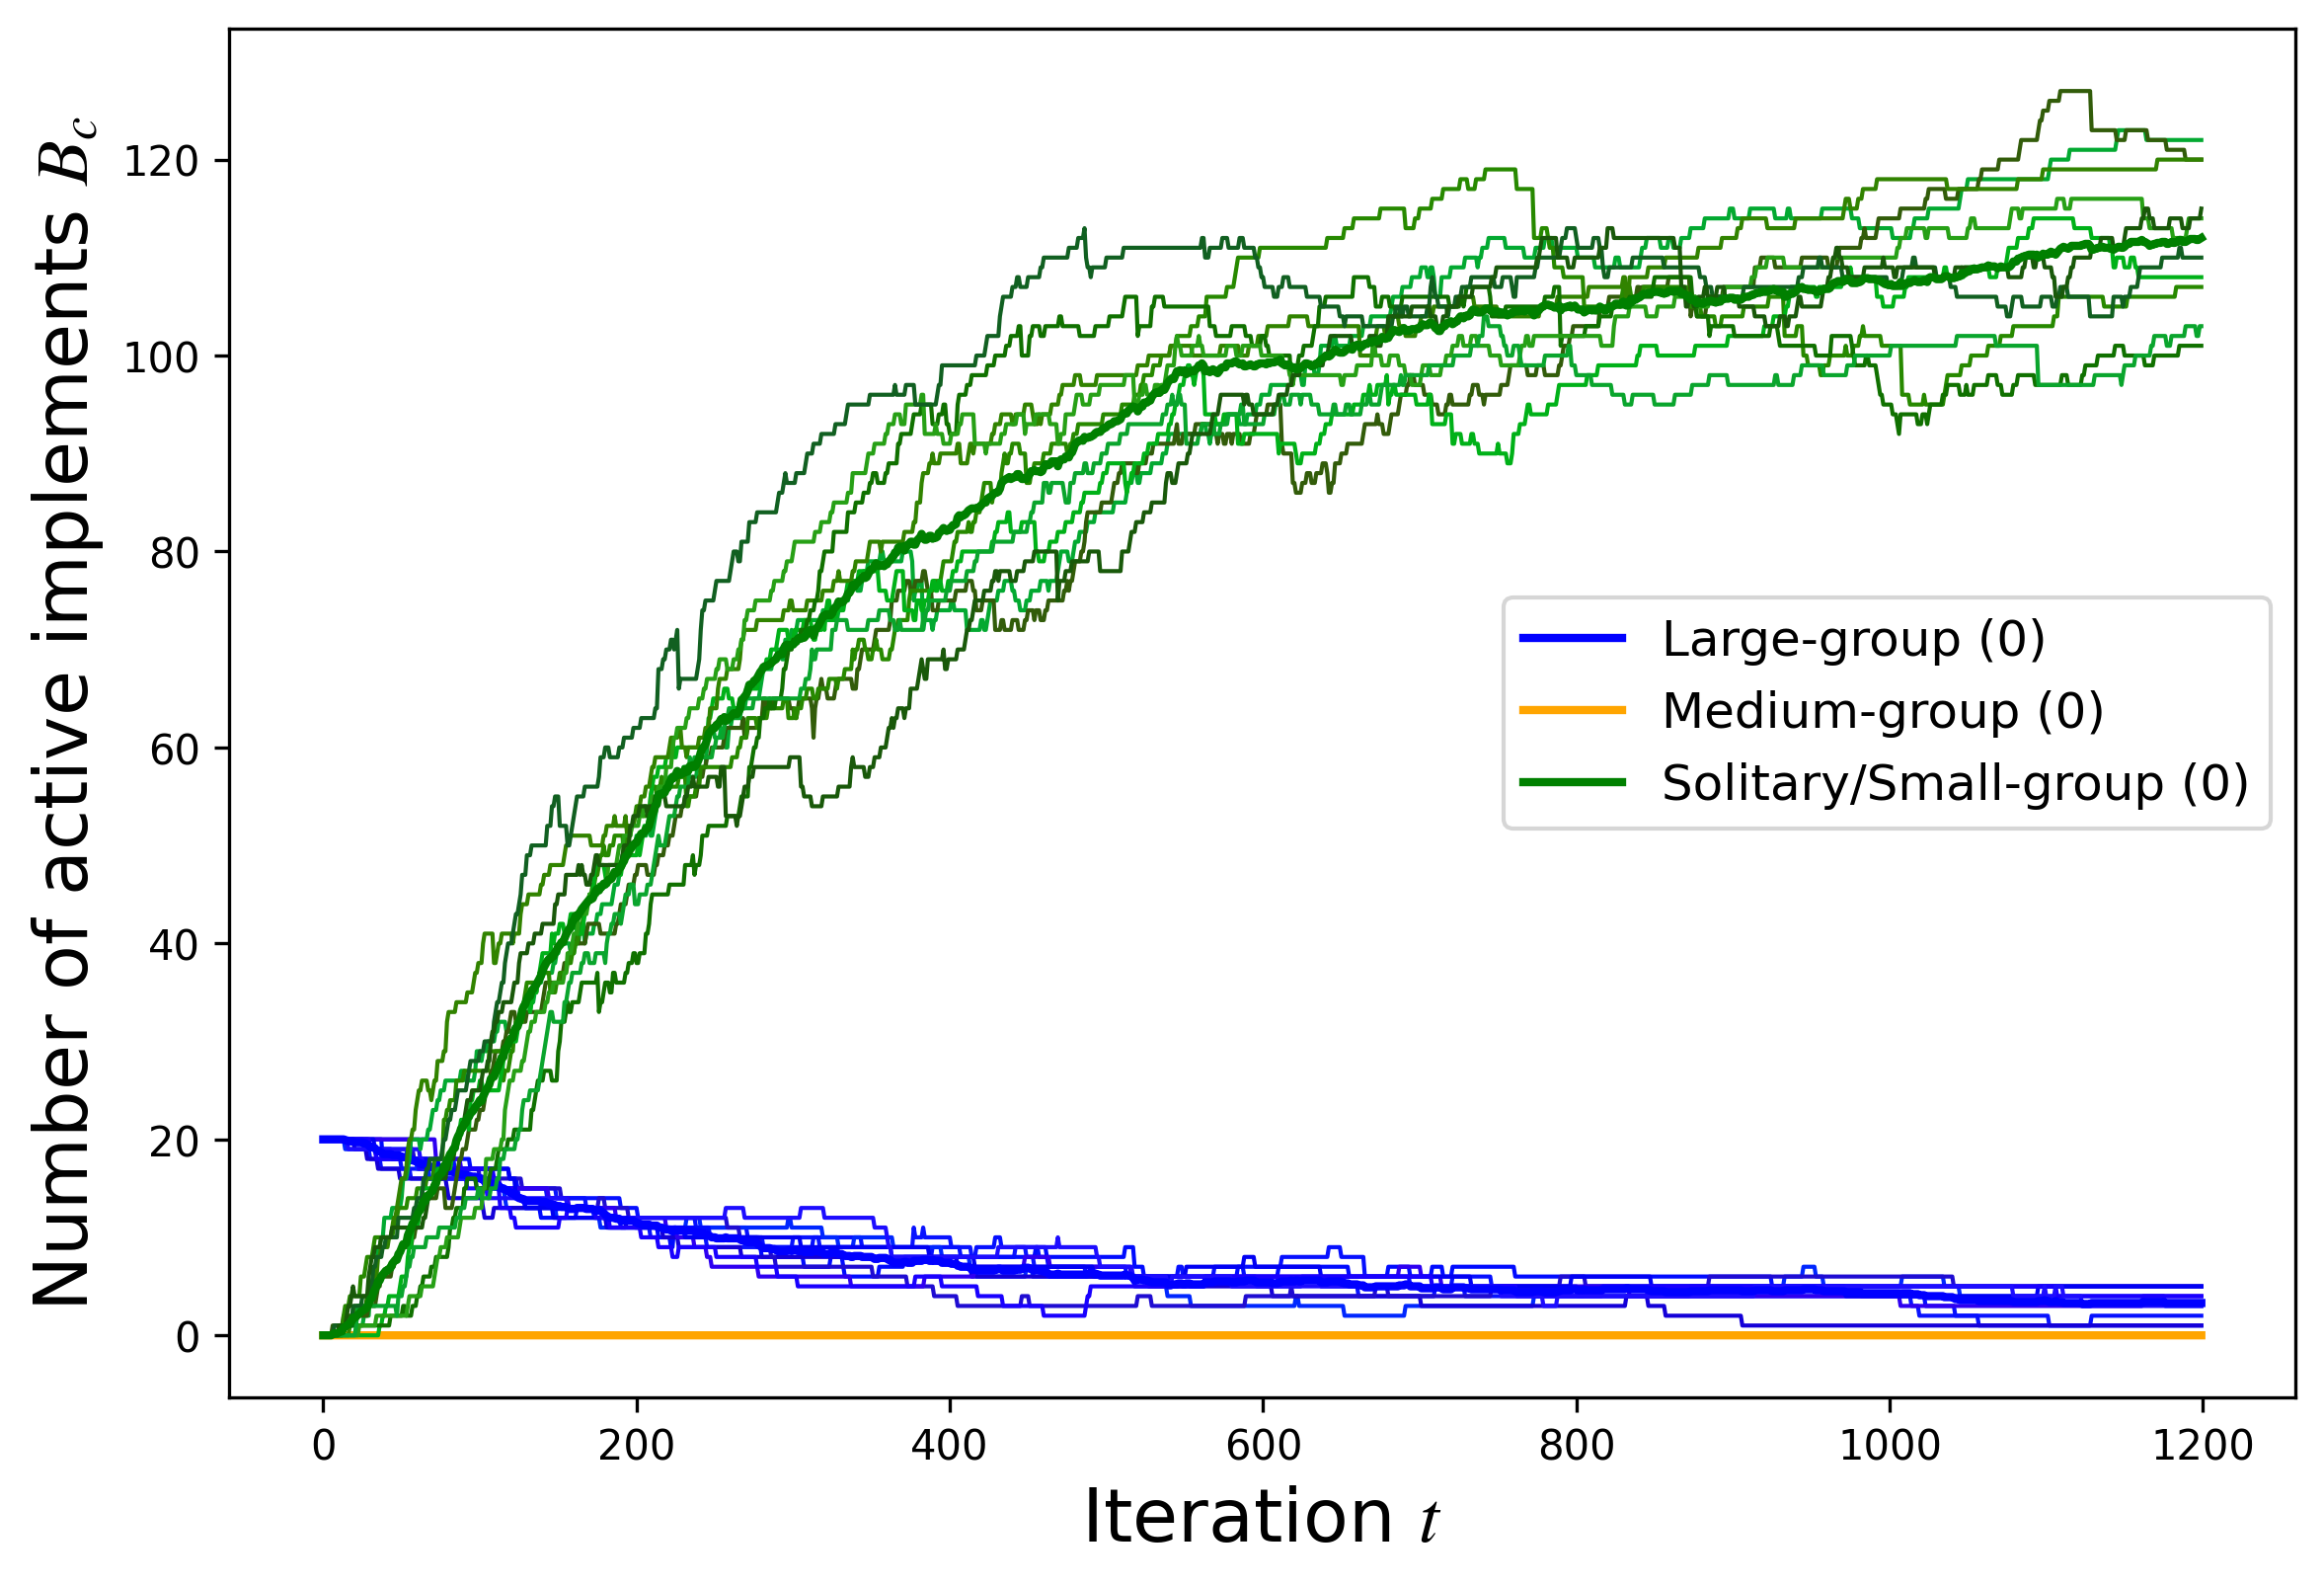 Number of active implements B_c
120
100
80
60
40
20
0
0 200 400 600 800 1000 1200
Iteration t
Large-group (0)
Medium-group (0)
Solitary/Small-group (0)